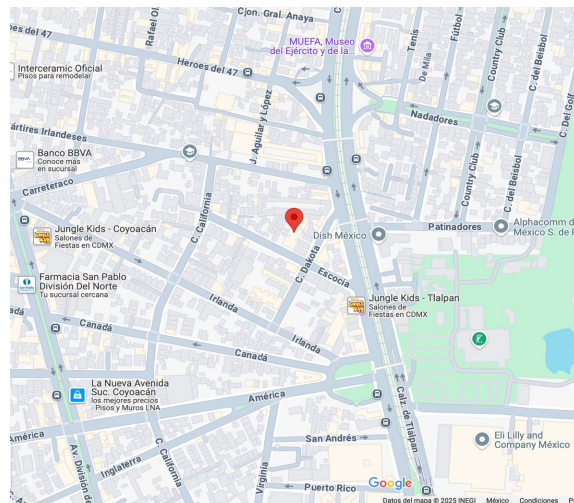 Cjon. Gral. Anaya
Rafael Ol
es del 47
Heroes del 47
MUEFA, Museo
del Ejército y de la...
Tenis
De Mila
Fútbol
Country Club
C. del Beisbol
C. Del Golf
Interceramic Oficial
Pisos para remodelar
Nadadores
ártires Irlandeses
J. Aguilar y López
Banco BBVA
Conoce más
en sucursal
BBVA
Carreteraco
C. California
Country Club
C. del Beisbol
Jungle Kids - Coyoacán
Salones de
Fiestas en CDMX
Dish México
Patinadores
Alphacomm d
México S. de R
Farmacia San Pablo
División Del Norte
Tu sucursal cercana
Escocia
C. Dakota
Irlanda
Jungle Kids - Tlalpan
Salones de
Fiestas en CDMX
Canadá
Irlanda
Canadá
La Nueva Avenida
Suc. Coyoacán
los mejores precios
- Pisos y Muros LNA
América
Calz. de Tlalpan
América
Av. División de
Inglaterra
C. California
San Andrés
Virginia
Eli Lilly and
Company México
Puerto Rico
Google
Datos del mapa © 2025 INEGI México Condiciones